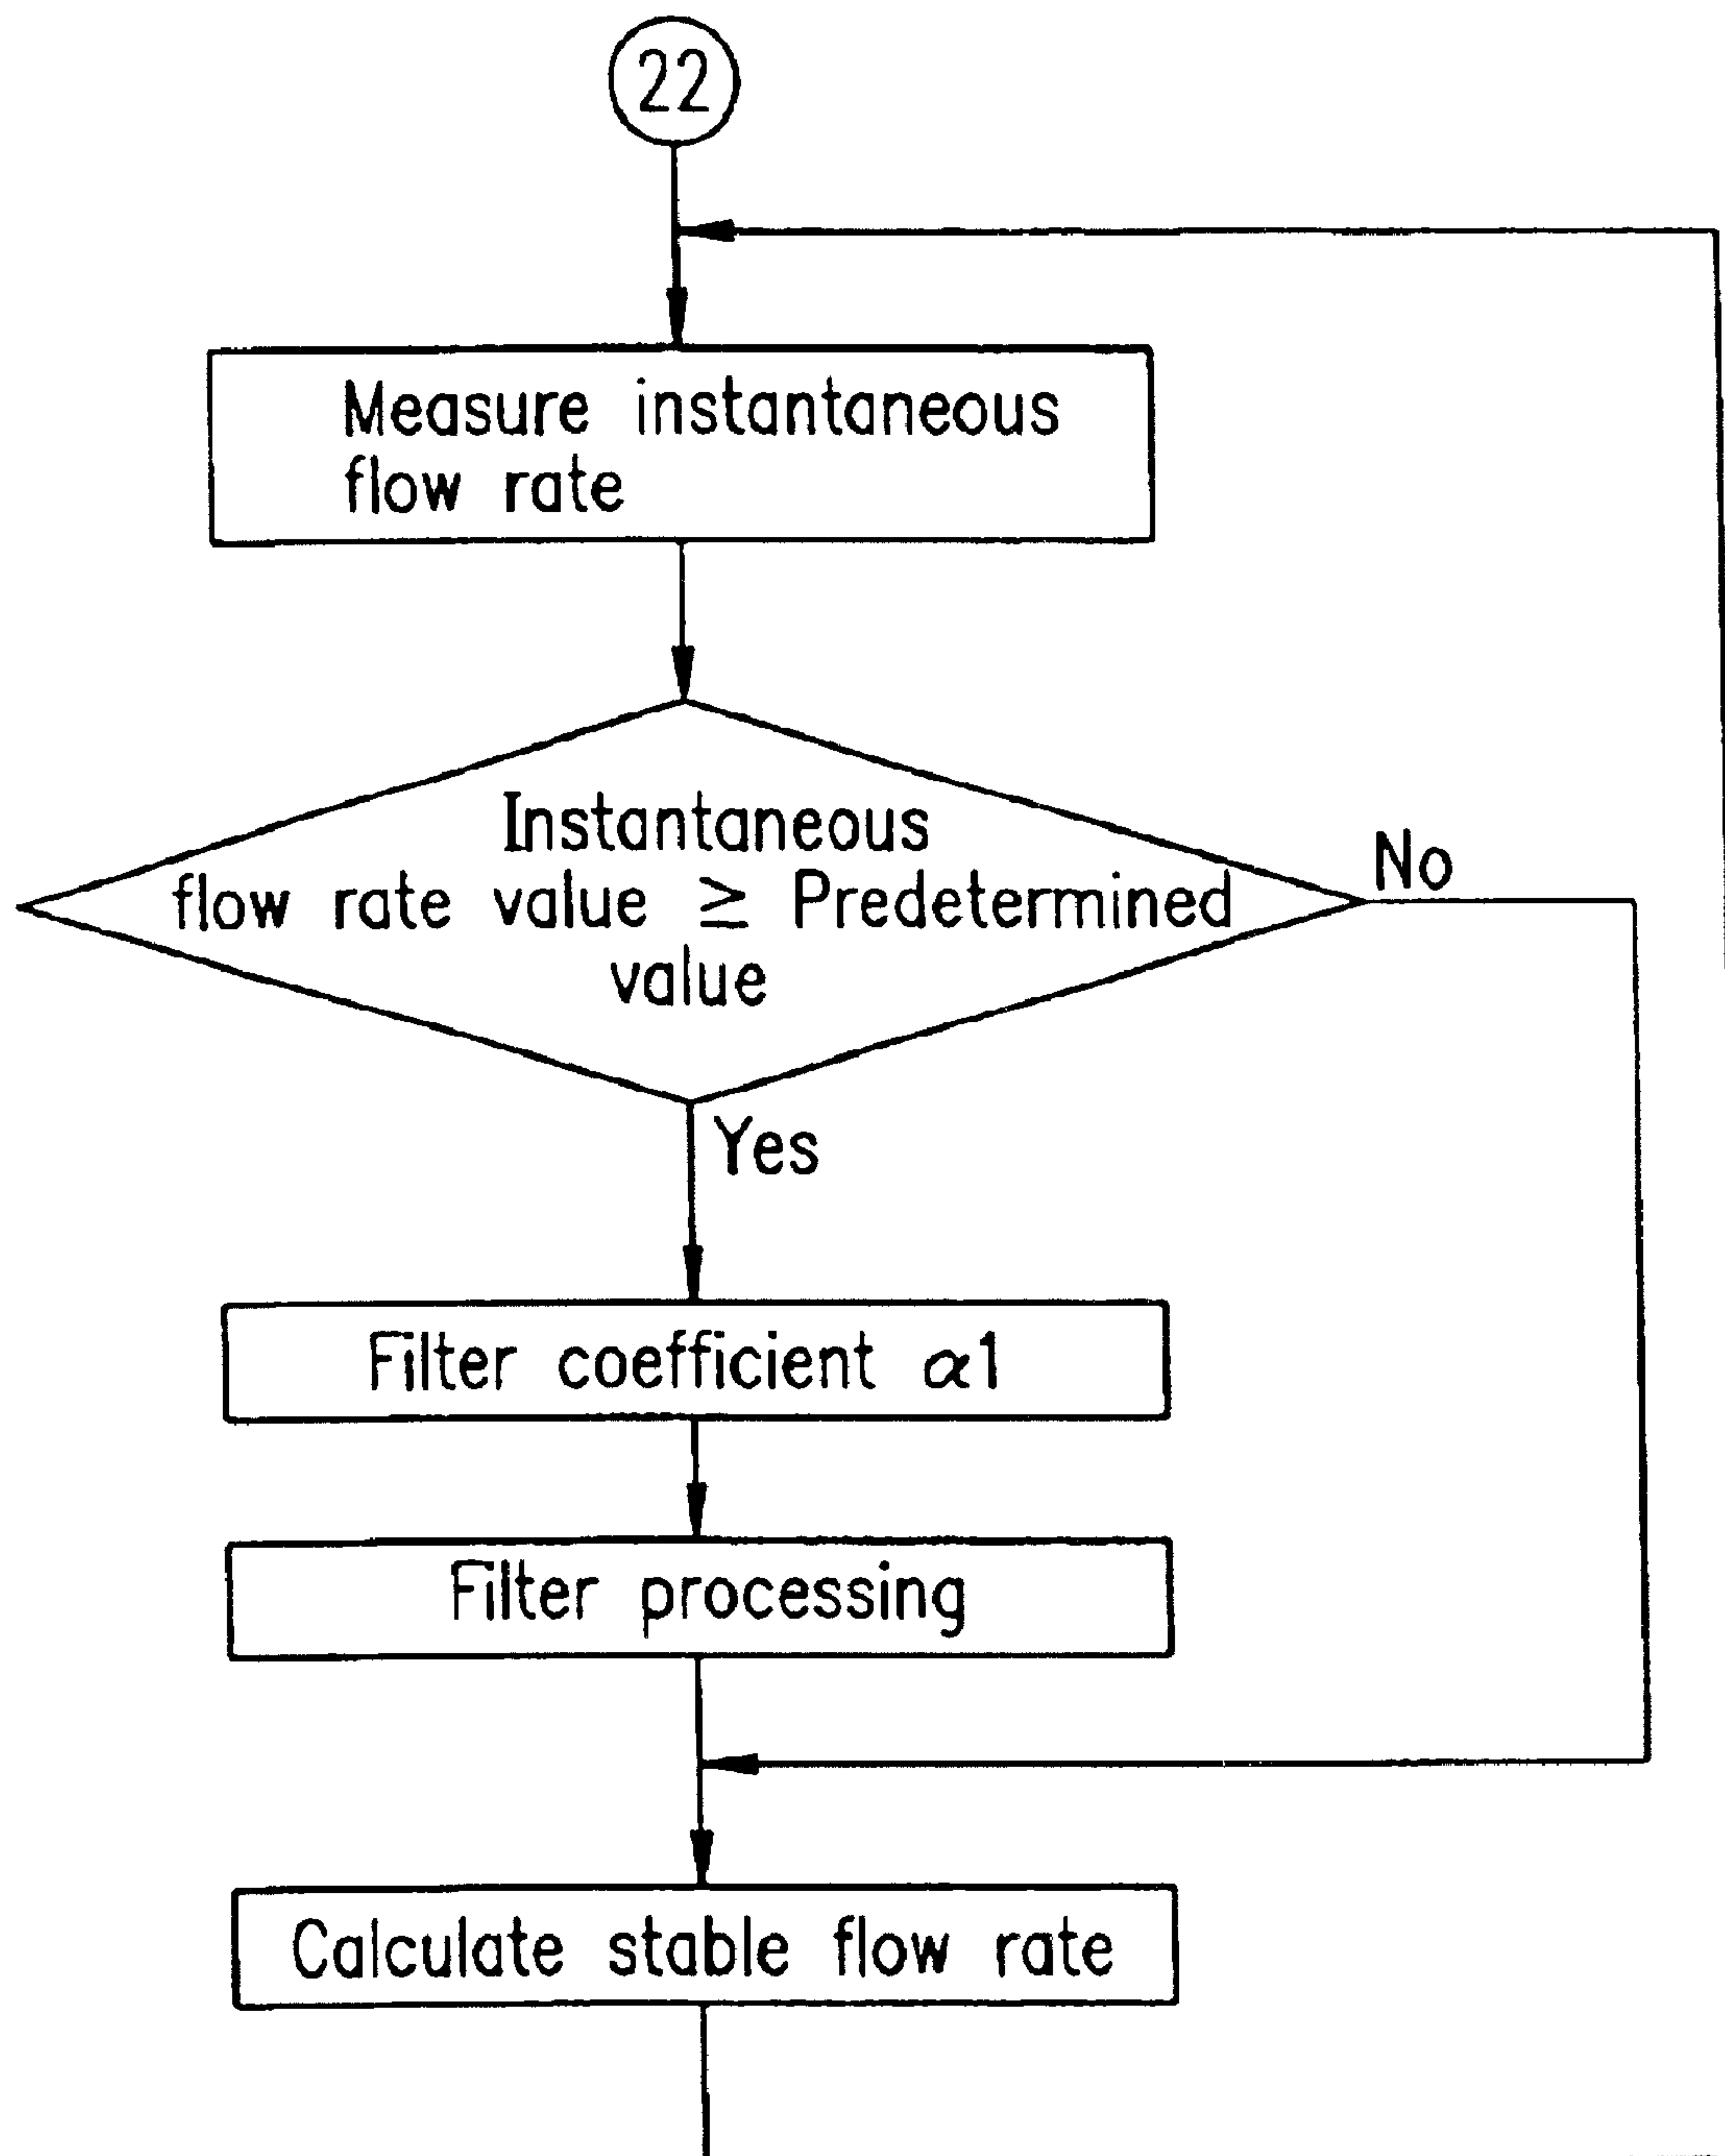 22
Measure instantaneous
flow rate
Instantaneous
flow rate value ≧ Predetermined
value
No
Yes
Filter coefficient α1
Filter processing
Calculate stable flow rate